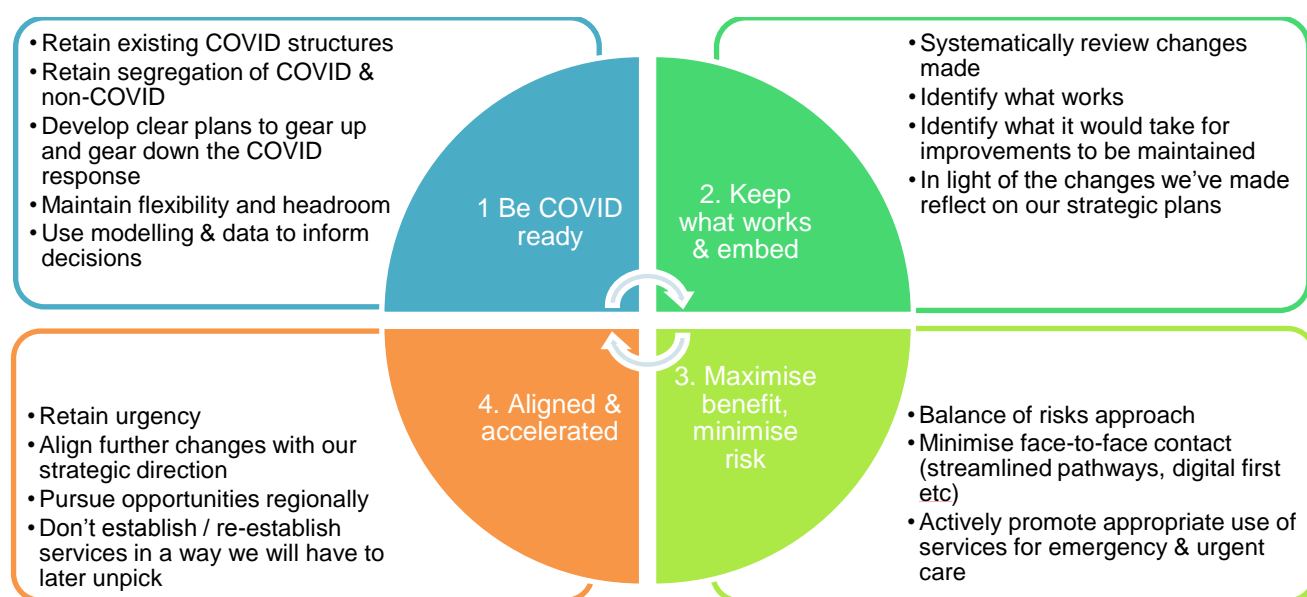 • Retain existing COVID structures
• Retain segregation of COVID &
non-COVID
• Develop clear plans to gear up
and gear down the COVID
response
• Maintain flexibility and headroom
• Use modelling & data to inform
decisions
1 Be COVID
ready
2. Keep
what works
& embed
• Systematically review changes
made
• Identify what works
• Identify what it would take for
improvements to be maintained
• In light of the changes we’ve made
reflect on our strategic plans
• Retain urgency
• Align further changes with our
strategic direction
• Pursue opportunities regionally
• Don’t establish / re-establish
services in a way we will have to
later unpick
4. Aligned &
accelerated
3. Maximise
benefit,
minimise
risk
• Balance of risks approach
• Minimise face-to-face contact
(streamlined pathways, digital first
etc)
• Actively promote appropriate use of
services for emergency & urgent
care